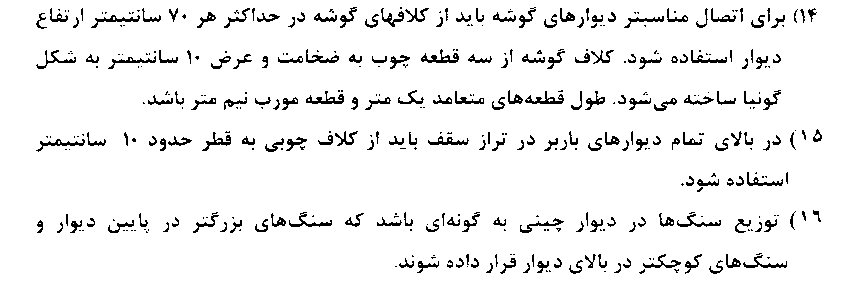 ۱۴) برای اتصال مناسبتر دیوارهای گوشه باید از کلافهای گوشه در حداکثر هر ۷۰ سانتیمتر ارتفاع
دیوار استفاده شود. کلاف گوشه از سه قطعه چوب به ضخامت و عرض ۱۰ سانتیمتر به شکل
گونیا ساخته می‌شود. طول قطعه‌های متعامد یک متر و قطعه مورب نیم متر باشد.
۱۵) در بالای تمام دیوارهای باربر در تراز سقف باید از کلاف چوبی به قطر حدود ۱۰ سانتیمتر
استفاده شود.
۱۶) توزیع سنگ‌ها در دیوار چینی به گونه‌ای باشد که سنگ‌های بزرگتر در پایین دیوار و
سنگ‌های کوچکتر در بالای دیوار قرار داده شوند.